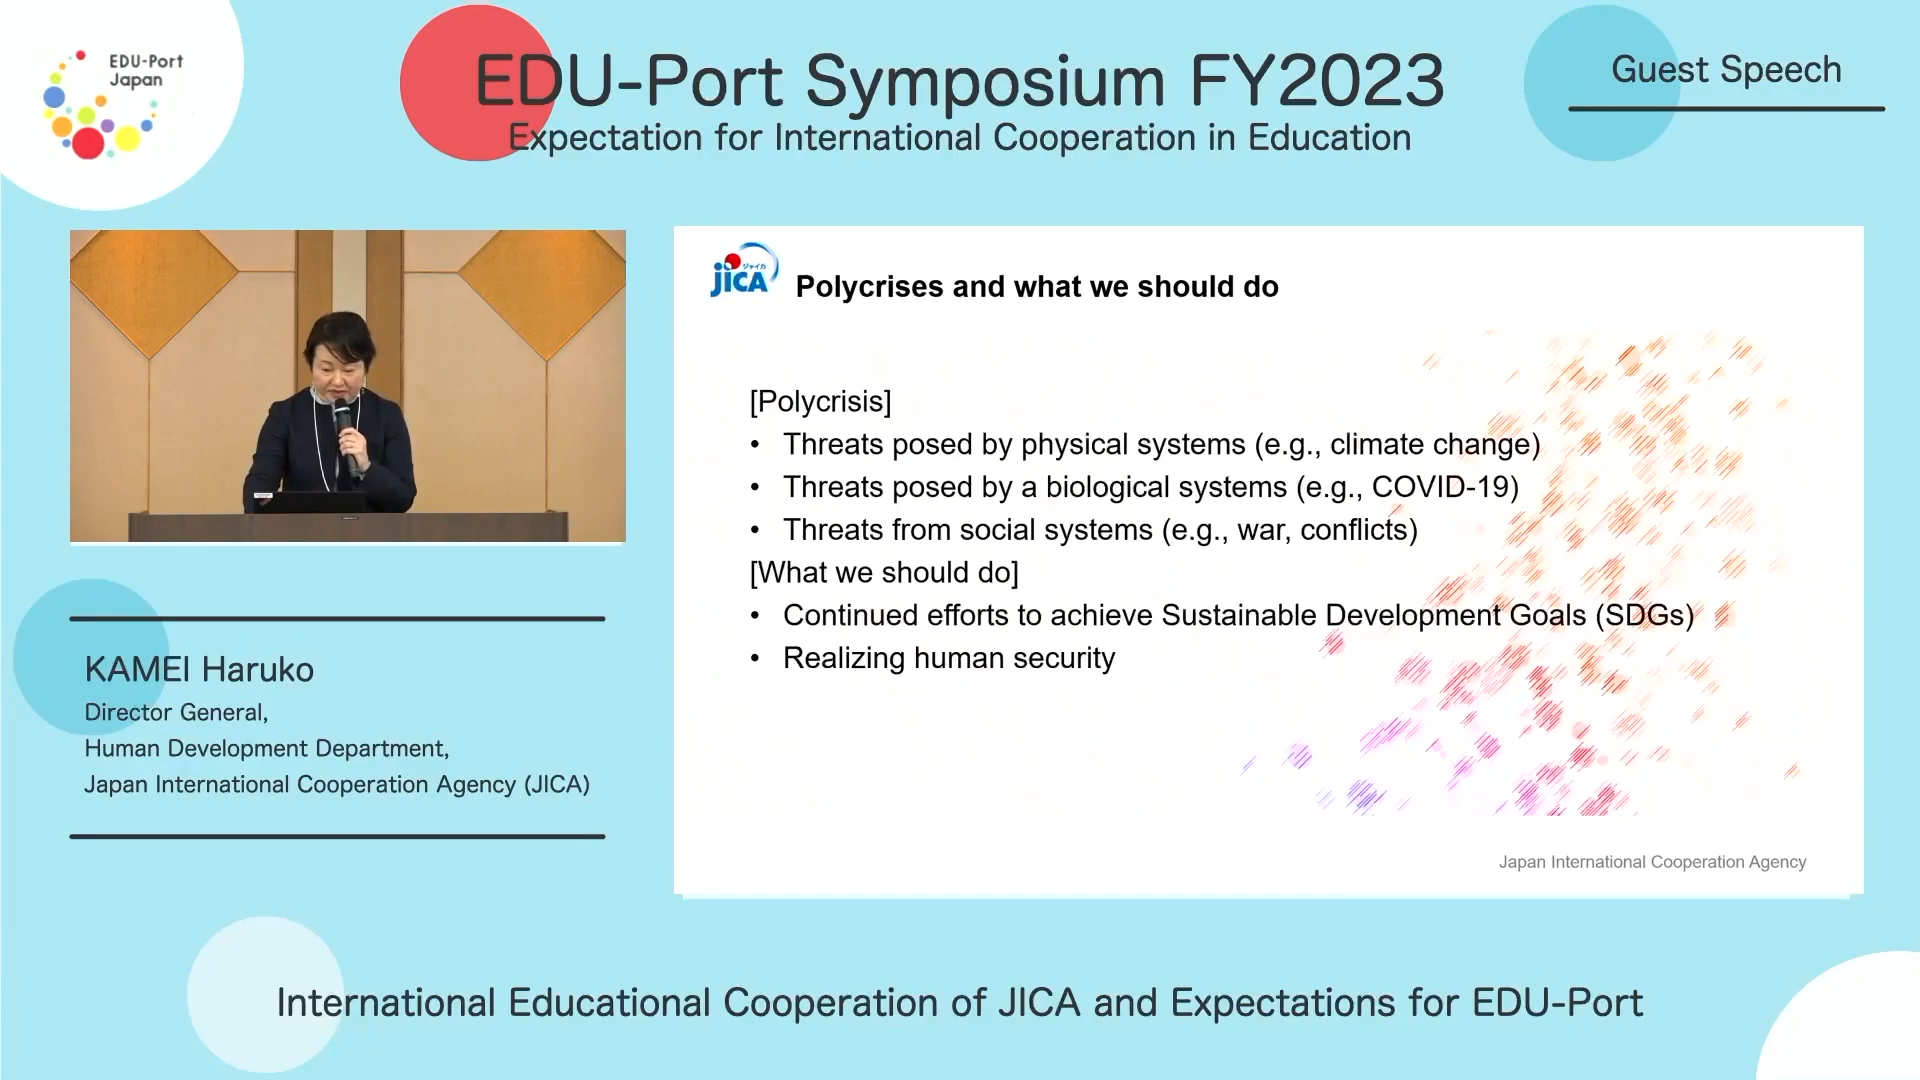 EDU-Port
Japan
EDU-Port Symposium FY2023
Expectation for International Cooperation in Education
Guest Speech
ジャイカ
JICA
Polycrises and what we should do
[Polycrisis]
• Threats posed by physical systems (e.g., climate change)
• Threats posed by a biological systems (e.g., COVID-19)
• Threats from social systems (e.g., war, conflicts)
[What we should do]
• Continued efforts to achieve Sustainable Development Goals (SDGs)
• Realizing human security
Japan International Cooperation Agency
KAMEI Haruko
Director General,
Human Development Department,
Japan International Cooperation Agency (JICA)
International Educational Cooperation of JICA and Expectations for EDU-Port